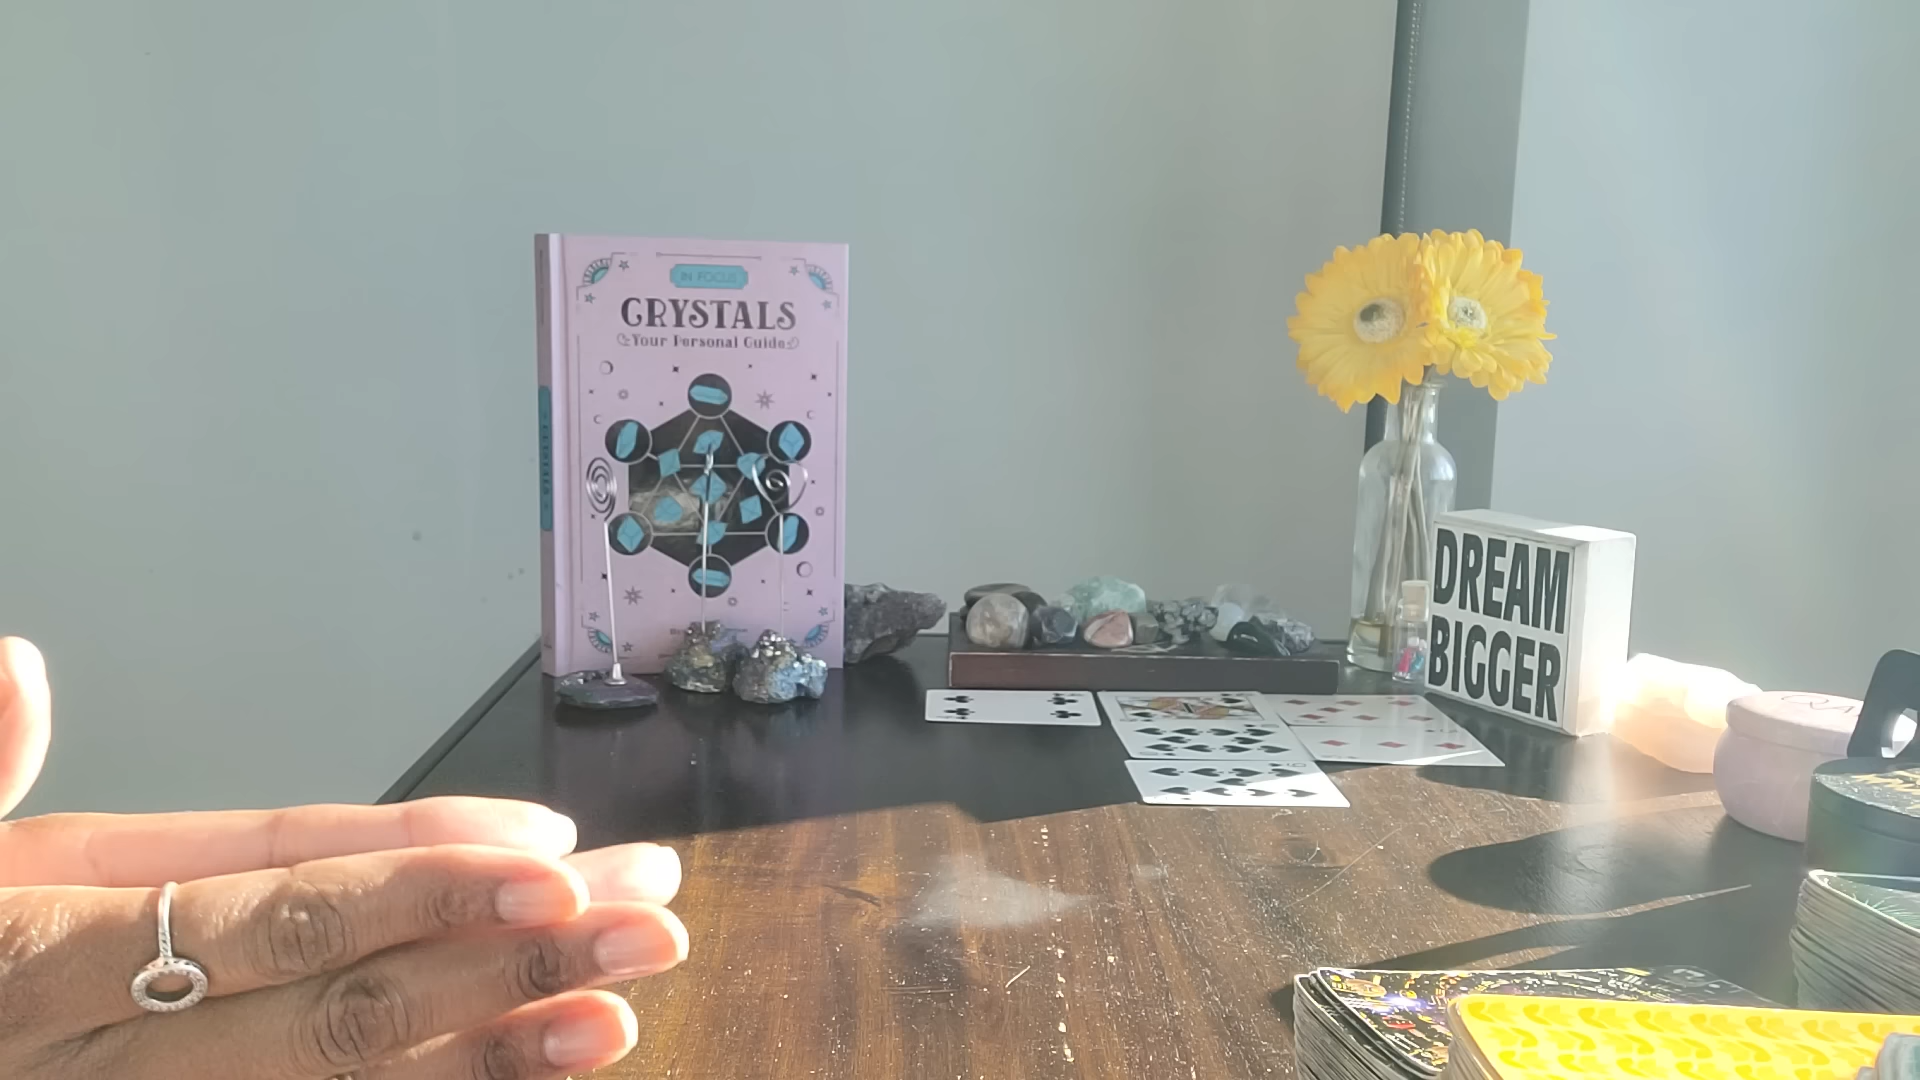 IN FOCUS
CRYSTALS
Your Personal Guide
DREAM
BIGGER